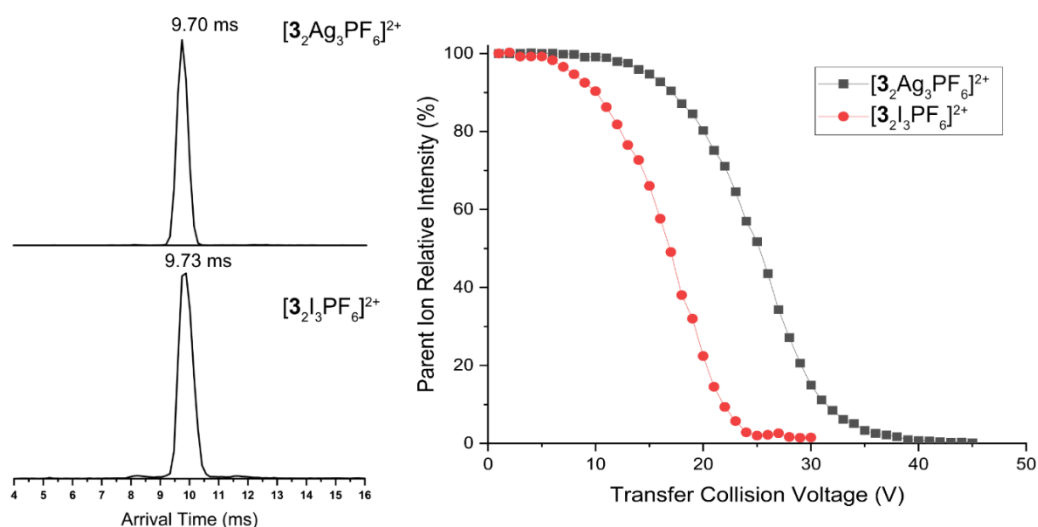 9.70 ms
[3₂Ag₃PF₆]²⁺
9.73 ms
[3₂I₃PF₆]²⁺
4 5 6 7 8 9 10 11 12 13 14 15 16
Arrival Time (ms)
100
80
60
40
20
0
Parent Ion Relative Intensity (%)
[3₂Ag₃PF₆]²⁺
[3₂I₃PF₆]²⁺
0 10 20 30 40 50
Transfer Collision Voltage (V)